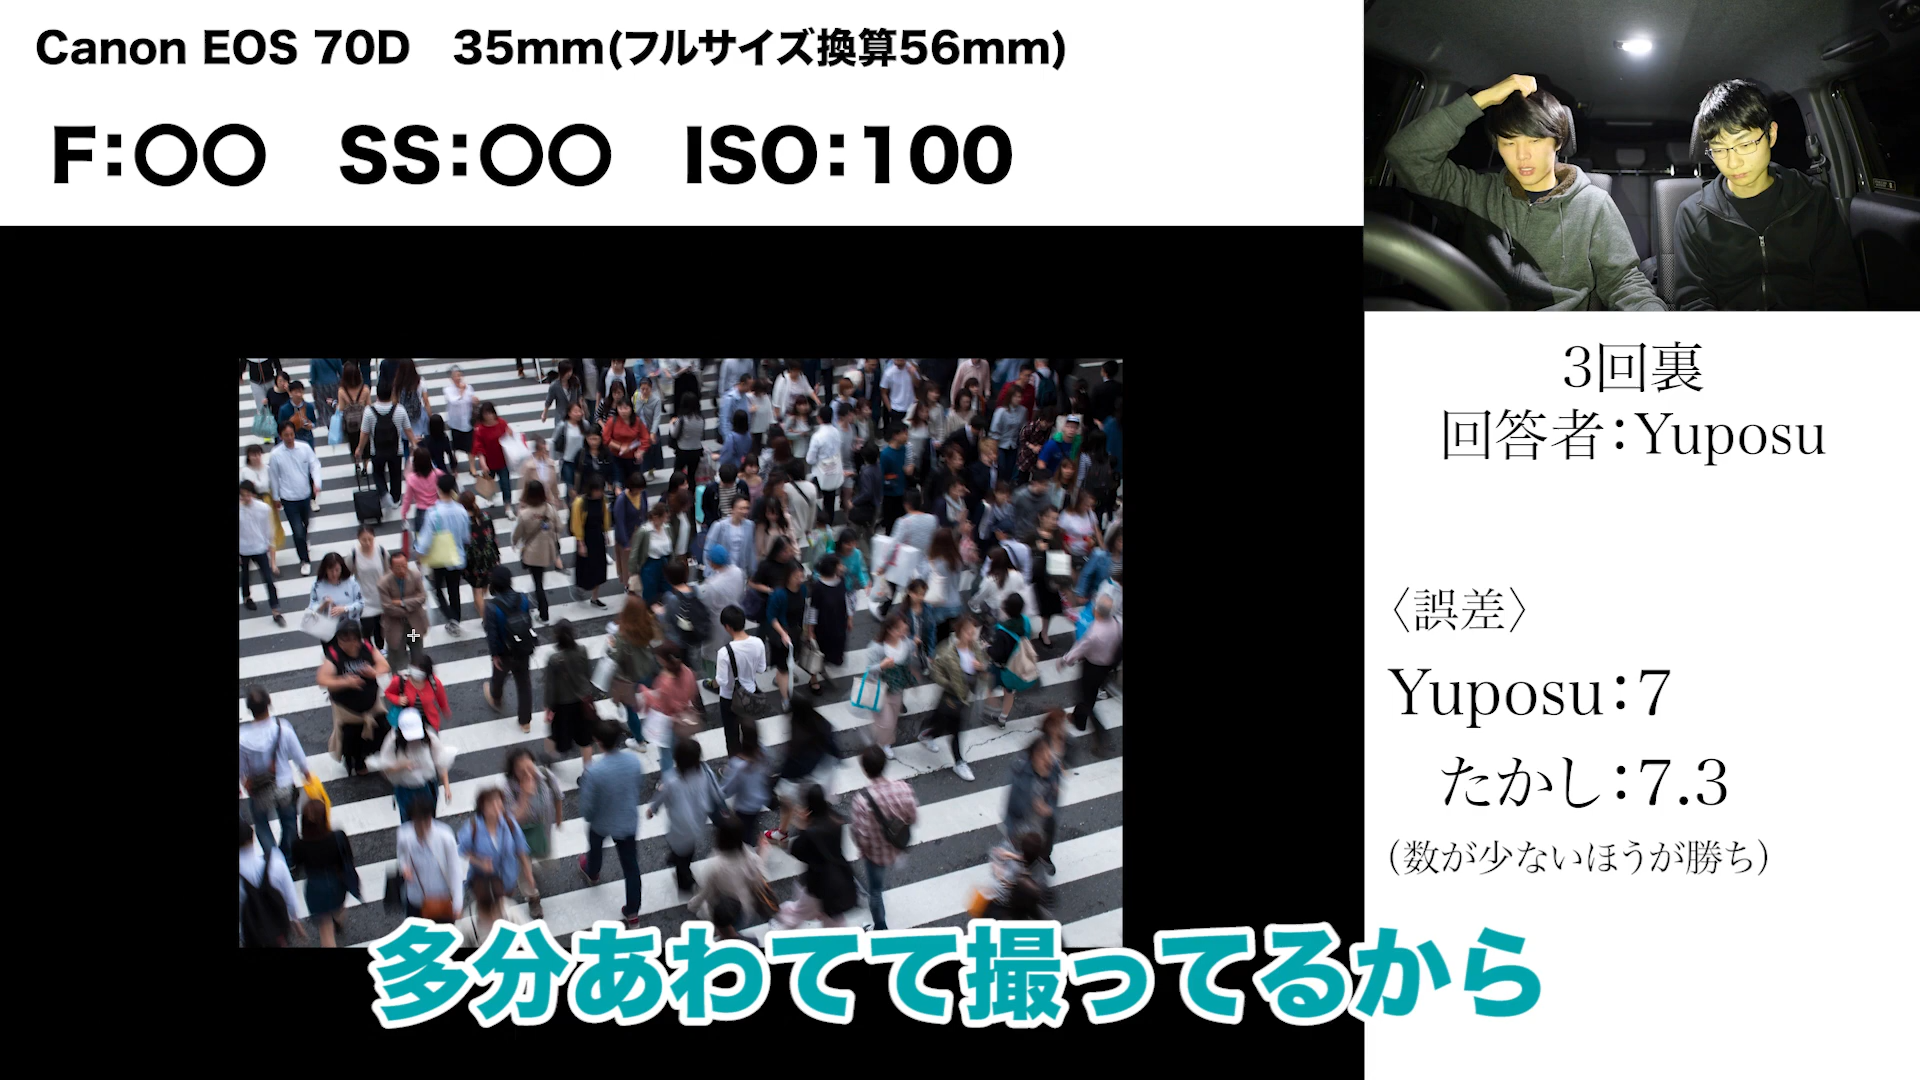 Canon EOS 70D　35mm(フルサイズ換算56mm)
F:〇〇　SS:〇〇　ISO:100
3回裏
回答者：Yuposu
〈誤差〉
Yuposu：7
たかし：7.3
（数が少ないほうが勝ち）
多分あわてて撮ってるから